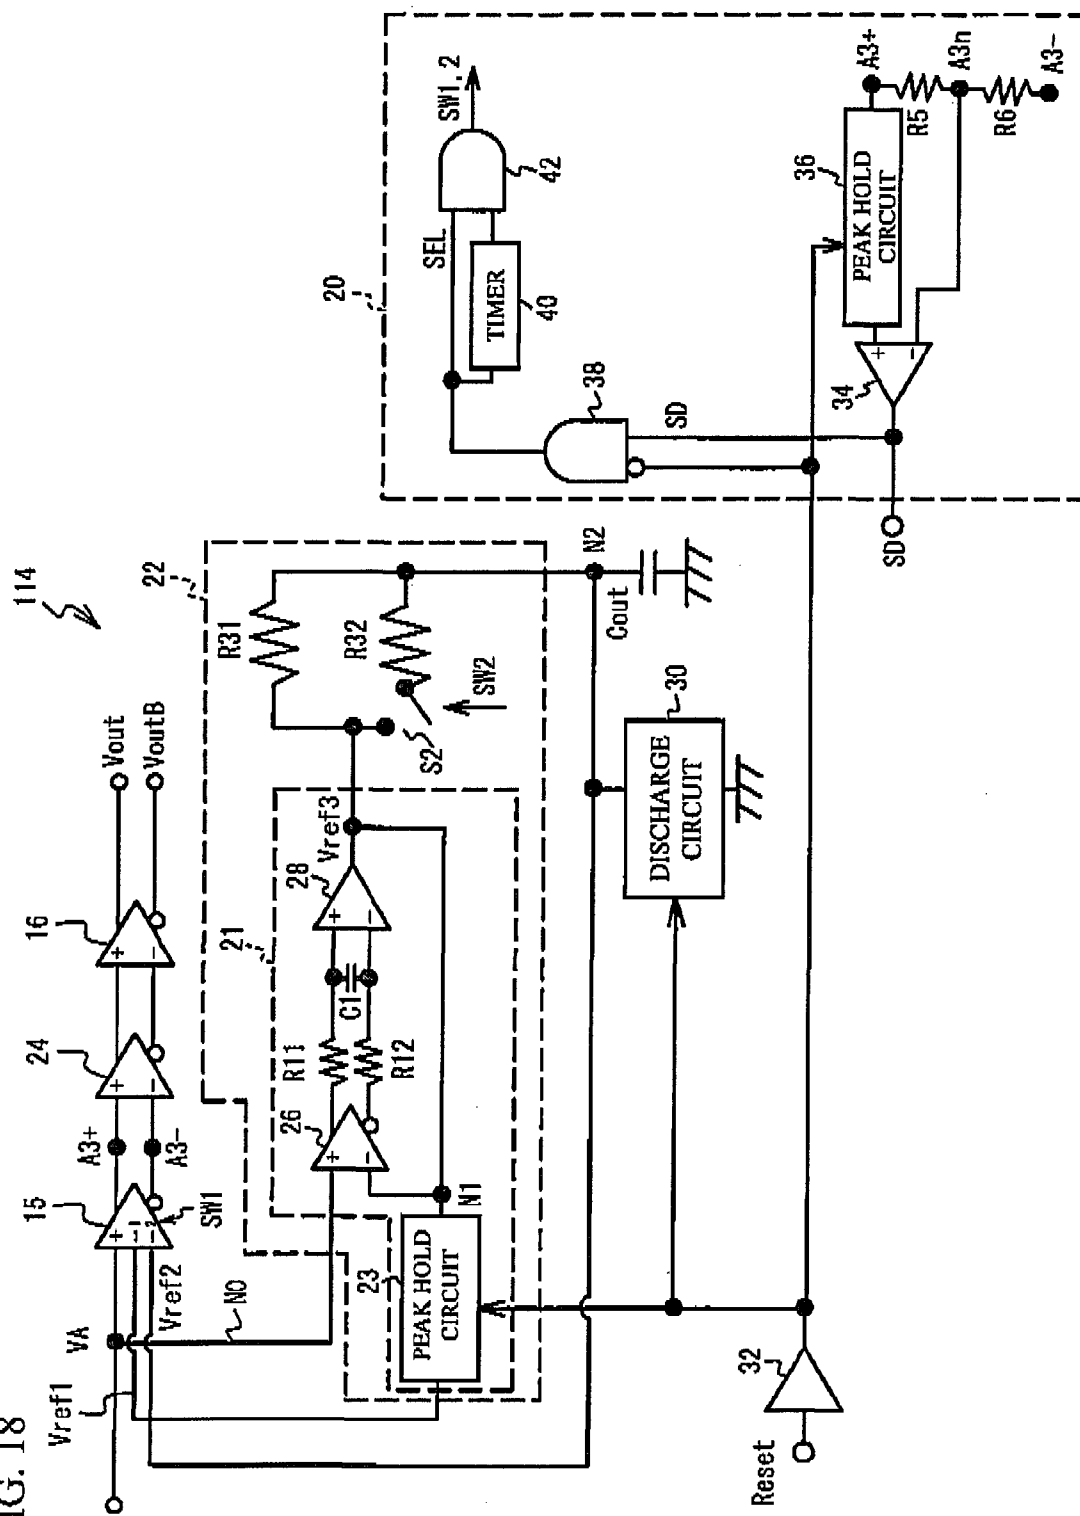 IG. 18
114
Vref1
VA
Vref2
N0
15
SW1
A3+
A3-
24
16
Vout
VoutB
22
21
23
PEAK HOLD
CIRCUIT
N1
26
R11
R12
C1
28
Vref3
S2
SW2
R31
R32
N2
Cout
30
DISCHARGE
CIRCUIT
Reset
32
20
SEL
TIMER
40
42
SW1, 2
38
SD
SD
34
36
PEAK HOLD
CIRCUIT
A3+
R5
A3n
R6
A3-
+
-
+
-
+
-
+
-
+
-
+
-